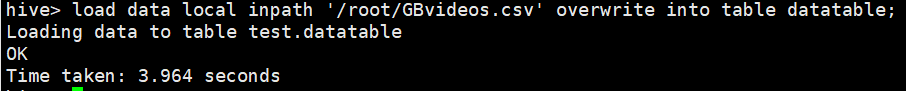 hive> load data local inpath '/root/GBvideos.csv' overwrite into table datatable;
Loading data to table test.datatable
OK
Time taken: 3.964 seconds